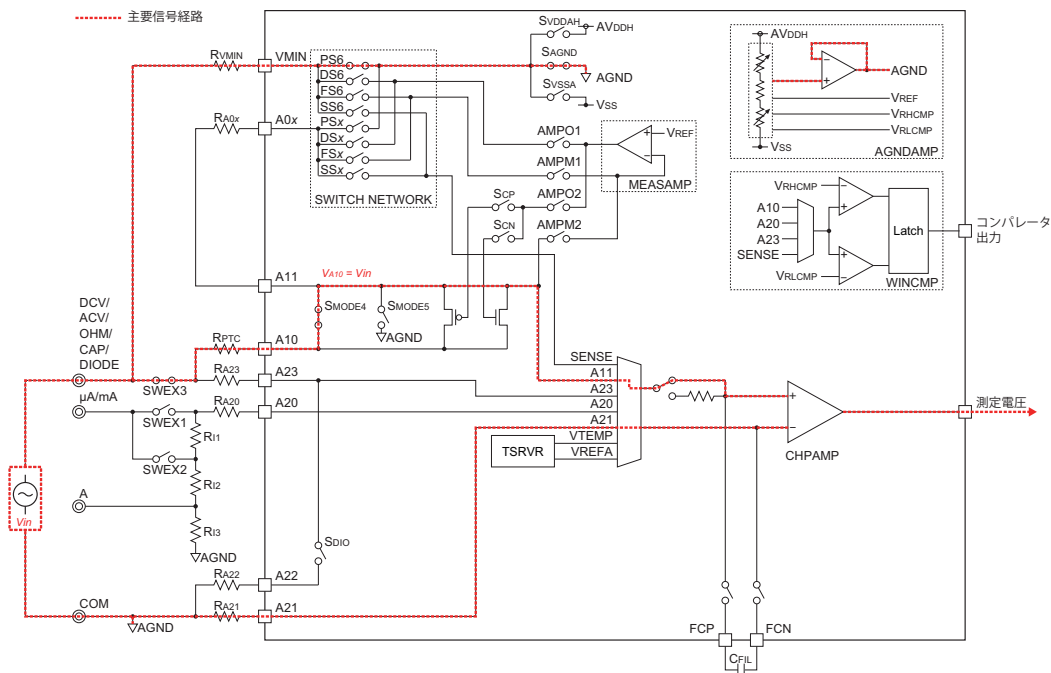 主要信号経路
RVMIN
VMIN
PS6
DS6
FS6
SS6
PSx
DSx
FSx
SSx
SWITCH NETWORK
RA0x
A0x
SVDDAH
AVDDH
SAGND
AGND
SVSSA
VSS
AMPO1
AMPM1
AMPO2
AMPM2
SCP
SCN
VREF
+
−
MEASAMP
AVDDH
−
+
AGND
VREF
VRHCMP
VRLCMP
VSS
AGNDAMP
VRHCMP
A10
A20
A23
SENSE
VRLCMP
−
+
+
−
Latch
WINCMP
コンパレータ
出力
A11
VA10 = Vin
SMODE4
SMODE5
AGND
DCV/
ACV/
OHM/
CAP/
DIODE
RPTC
A10
SWEX3
RA23
A23
μA/mA
SWEX1
RA20
A20
RI1
SWEX2
RI2
A
RI3
AGND
Vin
SENSE
A11
A23
A20
A21
VTEMP
VREFA
TSRVR
+
−
CHPAMP
測定電圧
SDIO
RA22
A22
COM
RA21
A21
AGND
FCP
FCN
CFIL